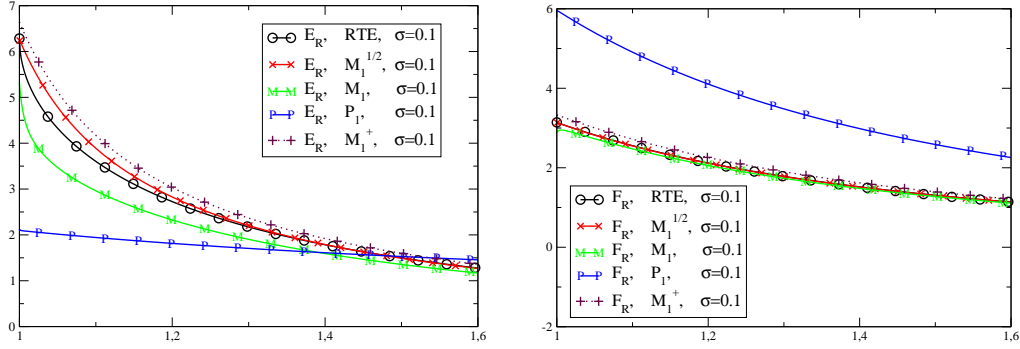 7
6
5
4
3
2
1
0
1
1,2
1,4
1,6
E_R, RTE, σ=0.1
E_R, M_1^{1/2}, σ=0.1
E_R, M_1, σ=0.1
E_R, P_1, σ=0.1
E_R, M_1^+, σ=0.1
6
4
2
0
-2
1
1,2
1,4
1,6
F_R, RTE, σ=0.1
F_R, M_1^{1/2}, σ=0.1
F_R, M_1, σ=0.1
F_R, P_1, σ=0.1
F_R, M_1^+, σ=0.1